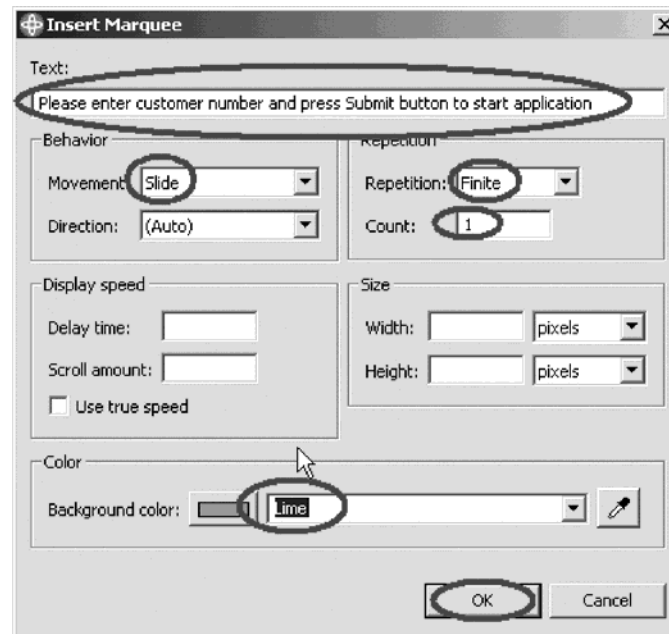 Insert Marquee
Text:
Please enter customer number and press Submit button to start application
Behavior
Movement Slide
Direction: (Auto)
Repetition
Repetition: Finite
Count: 1
Display speed
Delay time:
Scroll amount:
Use true speed
Size
Width: pixels
Height: pixels
Color
Background color: Lime
OK Cancel